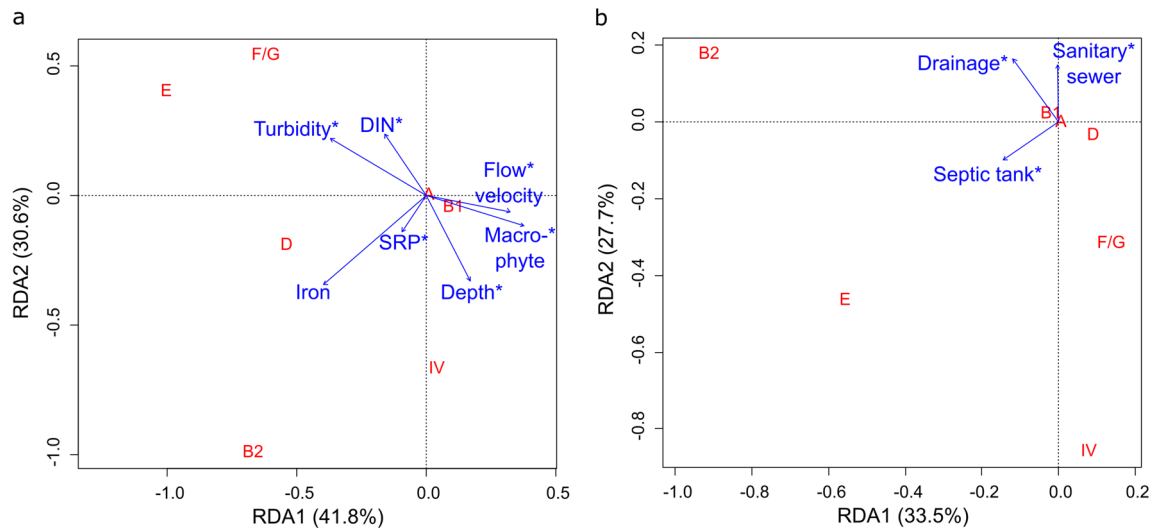 a
F/G
E
Turbidity*
DIN*
Flow*
velocity
A
B1
Macro-*
phyte
SRP*
D
Iron
Depth*
IV
B2
0.5
0.0
-0.5
-1.0
RDA2 (30.6%)
-1.0
-0.5
0.0
0.5
RDA1 (41.8%)
b
B2
Drainage*
Sanitary*
sewer
B1
A
D
Septic tank*
F/G
E
IV
0.2
0.0
-0.2
-0.4
-0.6
-0.8
RDA2 (27.7%)
-1.0
-0.8
-0.6
-0.4
-0.2
0.0
0.2
RDA1 (33.5%)